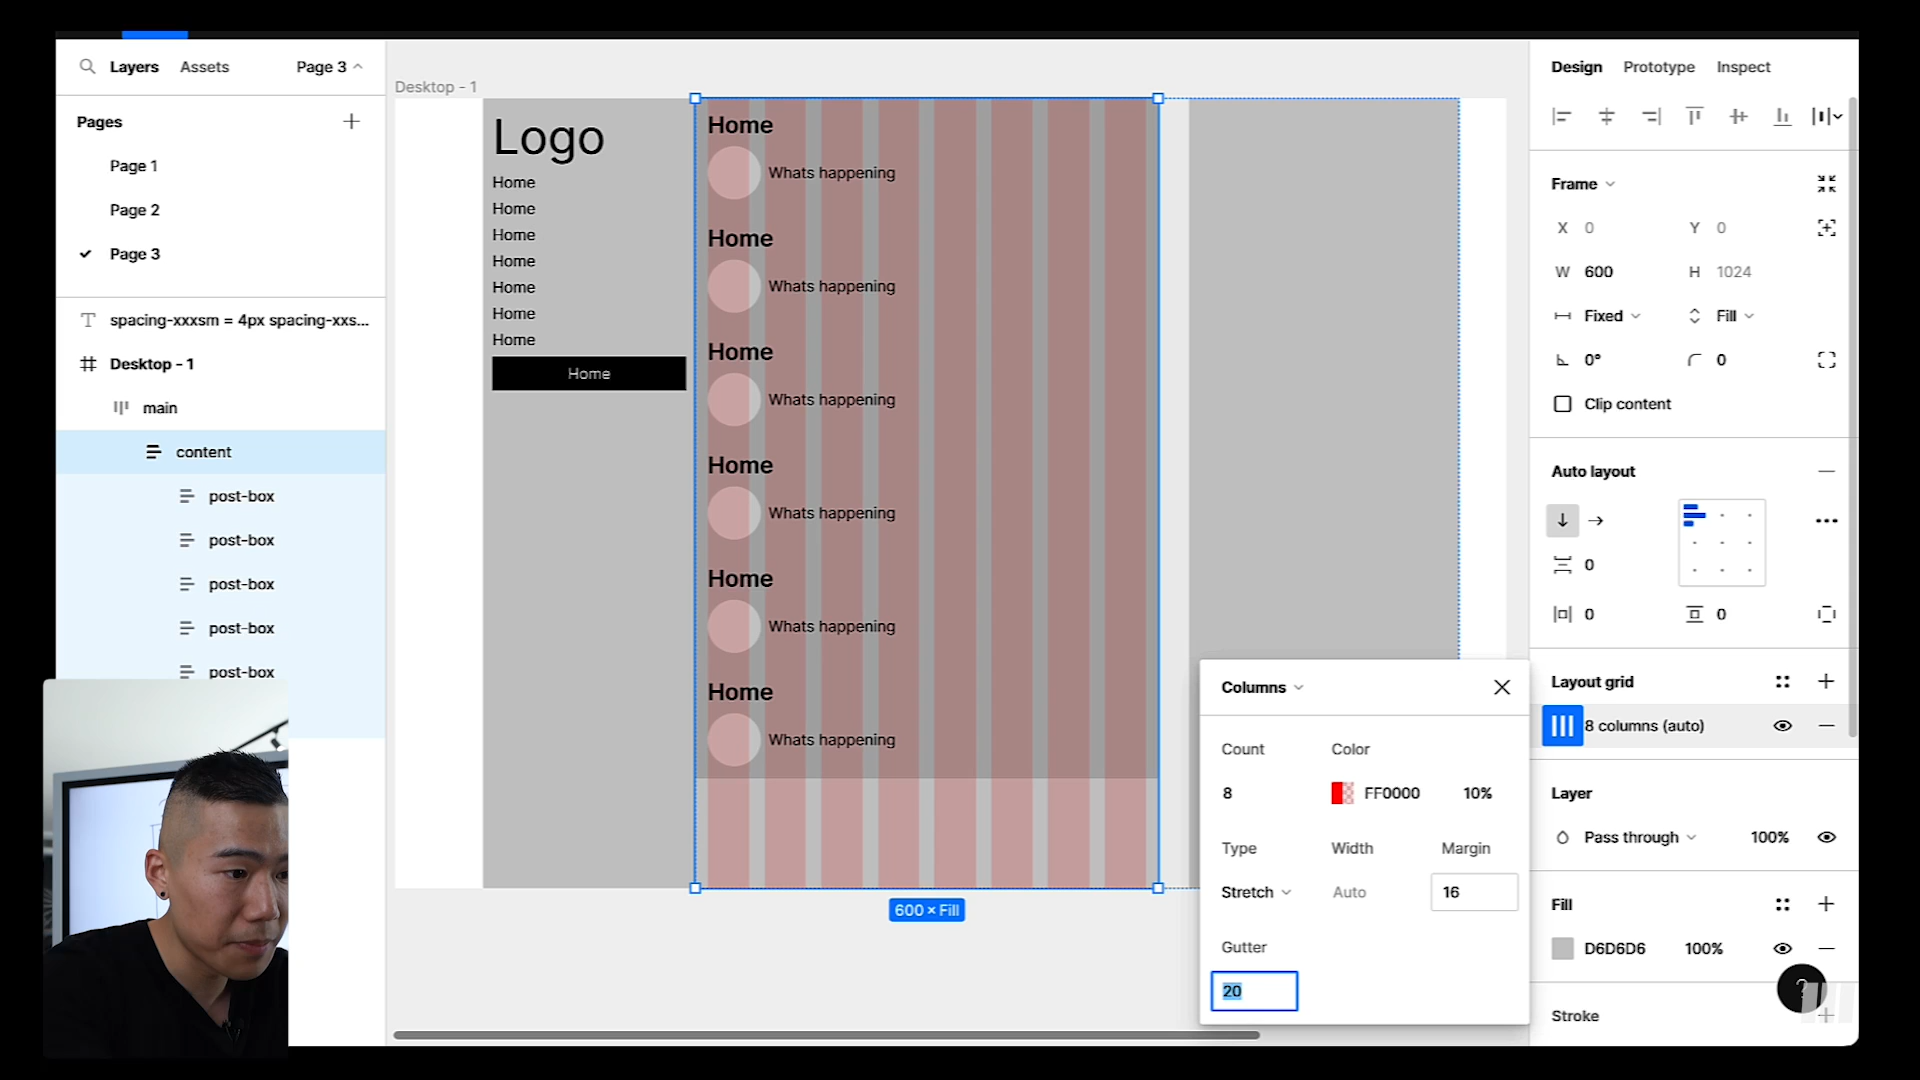 Layers Assets Page 3
Pages
Page 1
Page 2
Page 3
spacing-xxxsm = 4px spacing-xxs...
Desktop - 1
main
content
post-box
post-box
post-box
post-box
post-box
Desktop - 1
Logo
Home
Home
Home
Home
Home
Home
Home
Home
Home
Whats happening
Home
Whats happening
Home
Whats happening
Home
Whats happening
Home
Whats happening
Home
Whats happening
600 × Fill
Columns
Count Color
8 FF0000 10%
Type Width Margin
Stretch Auto 16
Gutter
20
Design Prototype Inspect
Frame
X 0 Y 0
W 600 H 1024
Fixed Fill
0° 0
Clip content
Auto layout
0
0 0
Layout grid
8 columns (auto)
Layer
Pass through 100%
Fill
D6D6D6 100%
?
Stroke